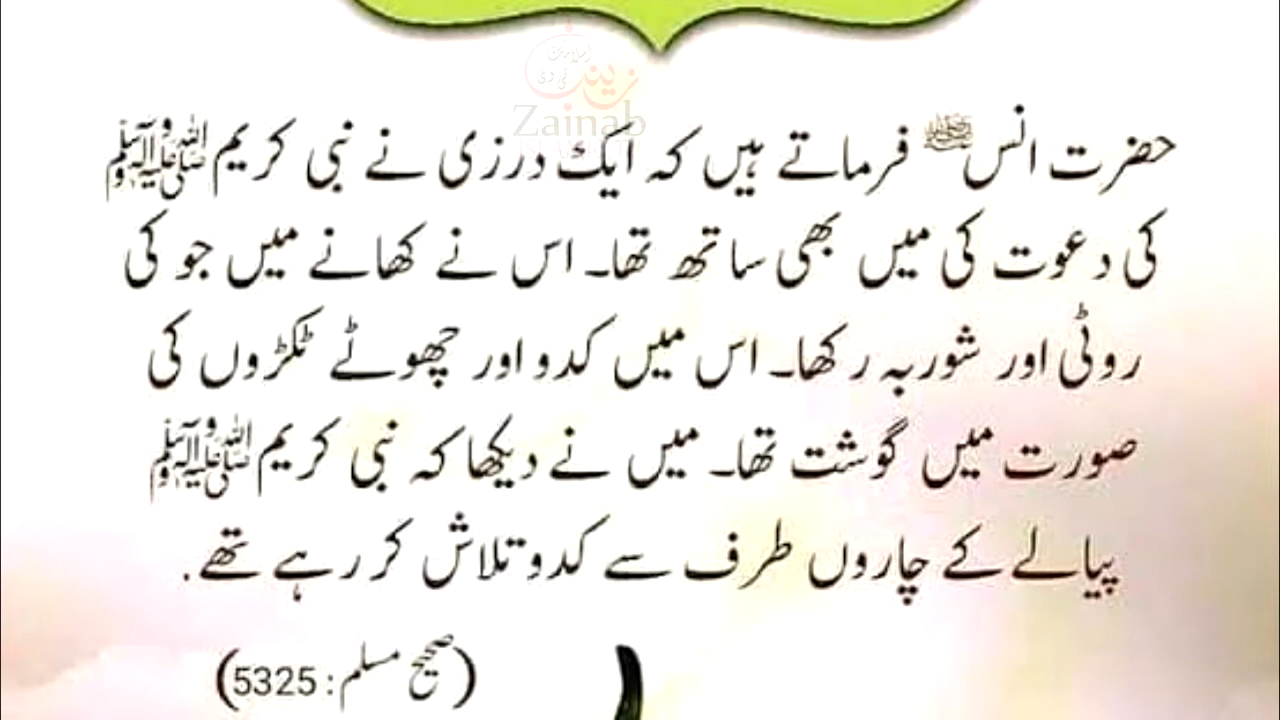 زینب
Zainab
حضرت انسؓ فرماتے ہیں کہ ایک درزی نے نبی کریم ﷺ
کی دعوت کی میں بھی ساتھ تھا۔ اس نے کھانے میں جو کی
روٹی اور شوربہ رکھا۔ اس میں کدو اور چھوٹے ٹکڑوں کی
صورت میں گوشت تھا۔ میں نے دیکھا کہ نبی کریم ﷺ
پیالے کے چاروں طرف سے کدو تلاش کر رہے تھے.
(صحیح مسلم: 5325)